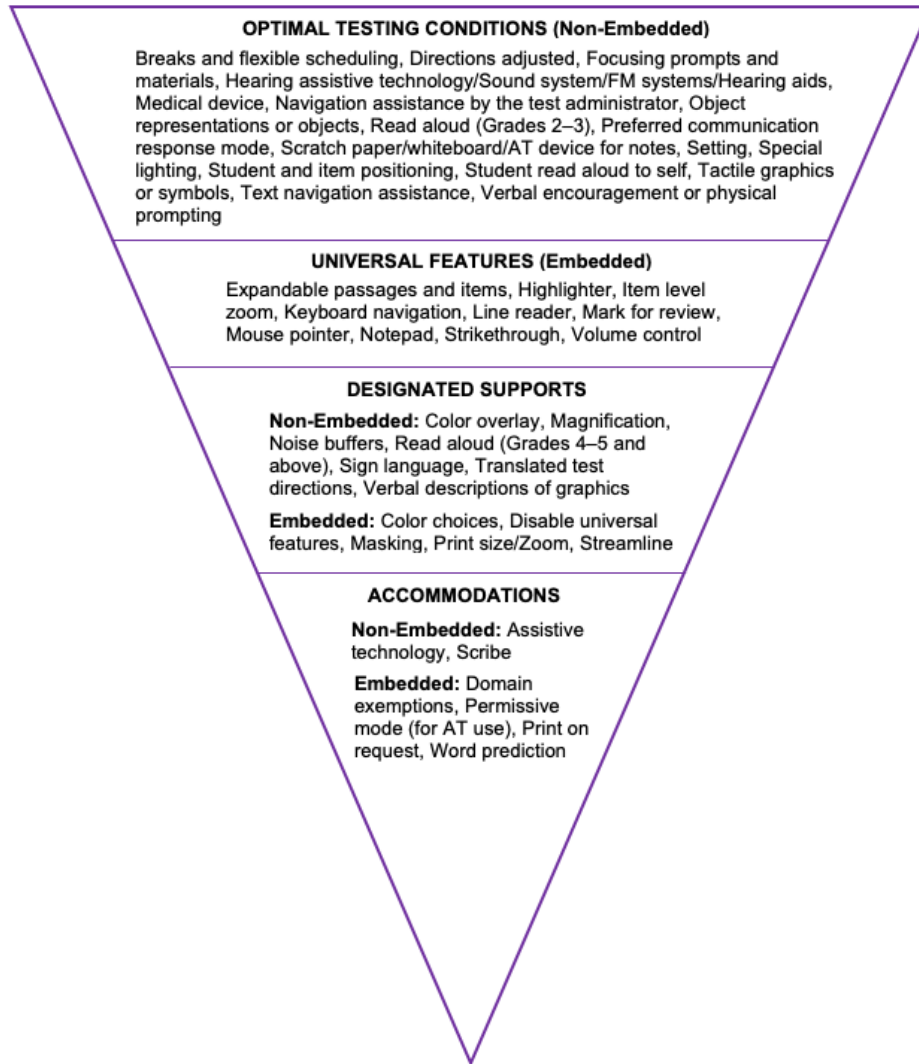 OPTIMAL TESTING CONDITIONS (Non-Embedded)
Breaks and flexible scheduling, Directions adjusted, Focusing prompts and
materials, Hearing assistive technology/Sound system/FM systems/Hearing aids,
Medical device, Navigation assistance by the test administrator, Object
representations or objects, Read aloud (Grades 2–3), Preferred communication
response mode, Scratch paper/whiteboard/AT device for notes, Setting, Special
lighting, Student and item positioning, Student read aloud to self, Tactile graphics
or symbols, Text navigation assistance, Verbal encouragement or physical
prompting
UNIVERSAL FEATURES (Embedded)
Expandable passages and items, Highlighter, Item level
zoom, Keyboard navigation, Line reader, Mark for review,
Mouse pointer, Notepad, Strikethrough, Volume control
DESIGNATED SUPPORTS
Non-Embedded: Color overlay, Magnification,
Noise buffers, Read aloud (Grades 4–5 and
above), Sign language, Translated test
directions, Verbal descriptions of graphics
Embedded: Color choices, Disable universal
features, Masking, Print size/Zoom, Streamline
ACCOMMODATIONS
Non-Embedded: Assistive
technology, Scribe
Embedded: Domain
exemptions, Permissive
mode (for AT use), Print on
request, Word prediction